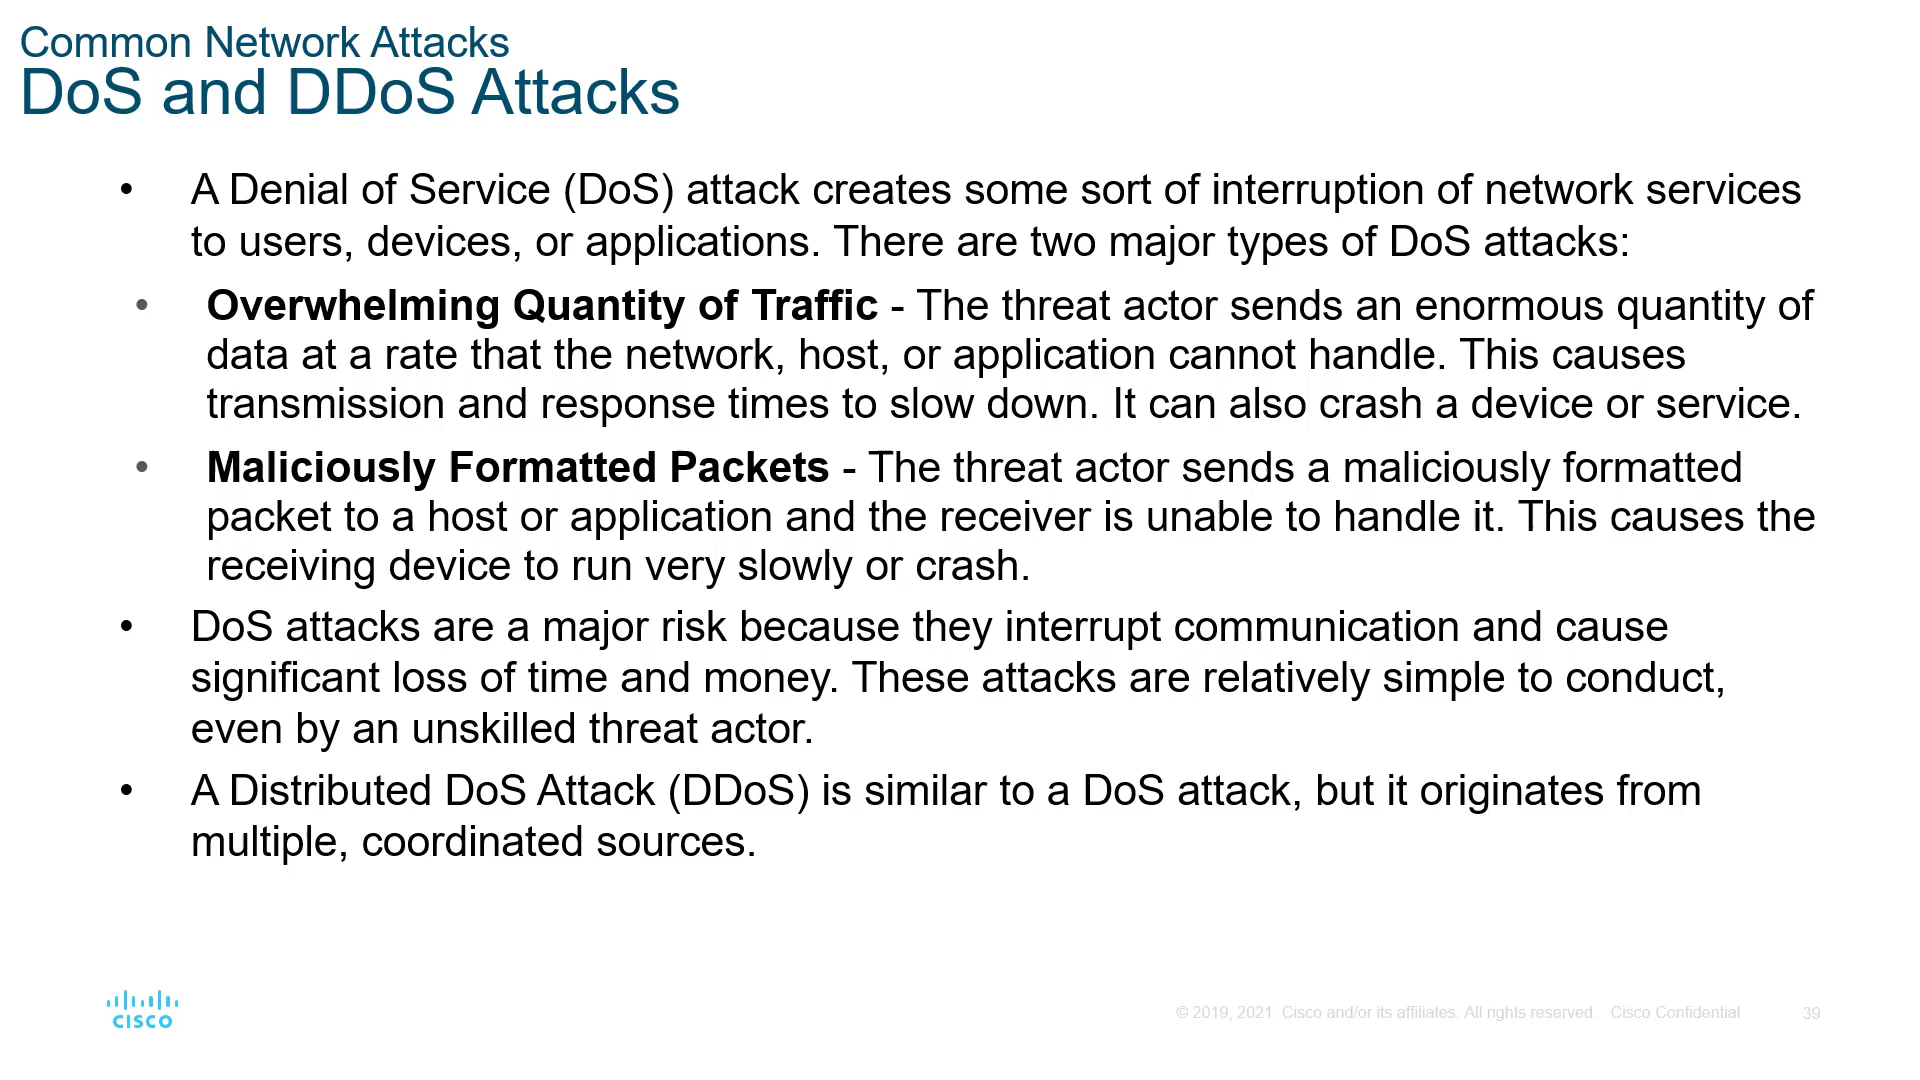 Common Network Attacks
DoS and DDoS Attacks
• A Denial of Service (DoS) attack creates some sort of interruption of network services
to users, devices, or applications. There are two major types of DoS attacks:
• Overwhelming Quantity of Traffic - The threat actor sends an enormous quantity of
data at a rate that the network, host, or application cannot handle. This causes
transmission and response times to slow down. It can also crash a device or service.
• Maliciously Formatted Packets - The threat actor sends a maliciously formatted
packet to a host or application and the receiver is unable to handle it. This causes the
receiving device to run very slowly or crash.
• DoS attacks are a major risk because they interrupt communication and cause
significant loss of time and money. These attacks are relatively simple to conduct,
even by an unskilled threat actor.
• A Distributed DoS Attack (DDoS) is similar to a DoS attack, but it originates from
multiple, coordinated sources.
CISCO
© 2019, 2021 Cisco and/or its affiliates. All rights reserved. Cisco Confidential 39